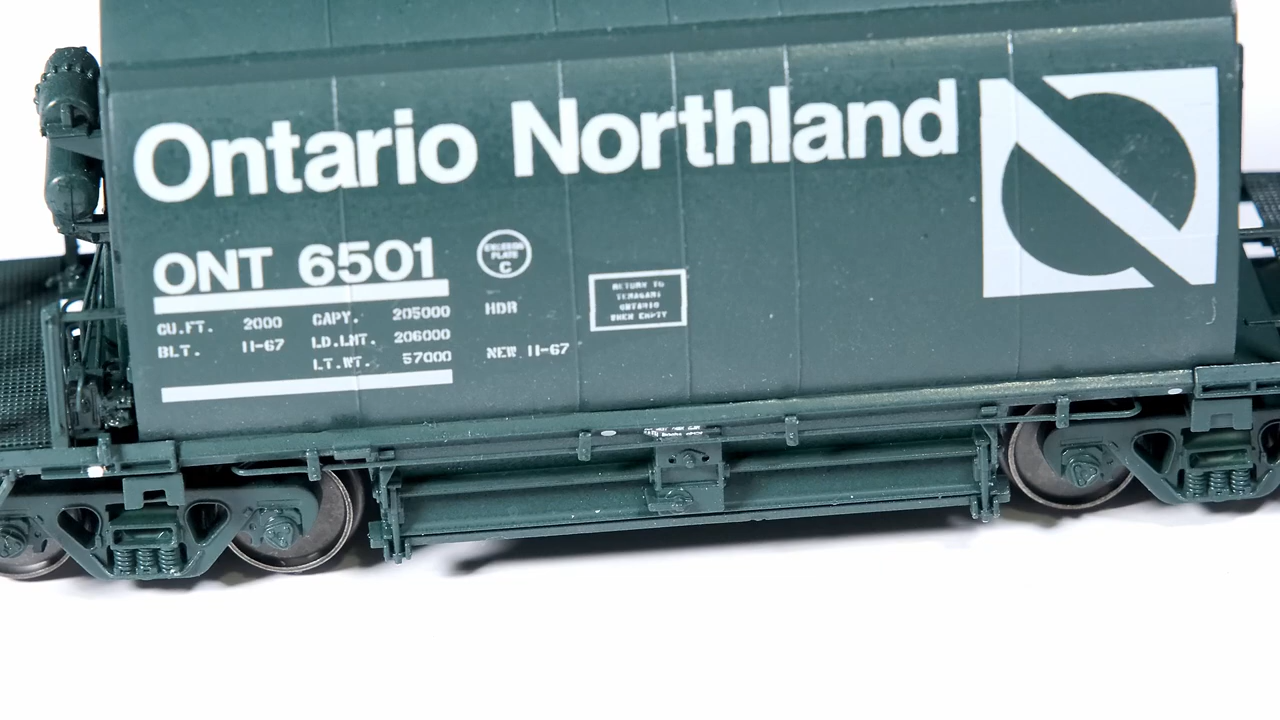 Ontario Northland
ONT 6501
CU.FT. 2000 CAPY. 205000
BLT. 11-67 LD.LMT. 206000
LT.WT. 57000
PLATE
C
HDR
NEW 11-67
RETURN TO
TEMAGAMI
ONTARIO
WHEN EMPTY